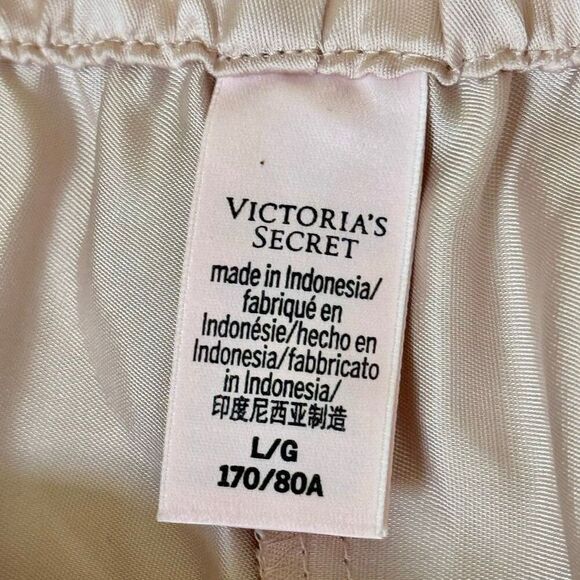 VICTORIA'S
SECRET
made in Indonesia/
fabriqué en
Indonésie/hecho en
Indonesia/fabbricato
in Indonesia/
印度尼西亚制造
L/G
170/80A